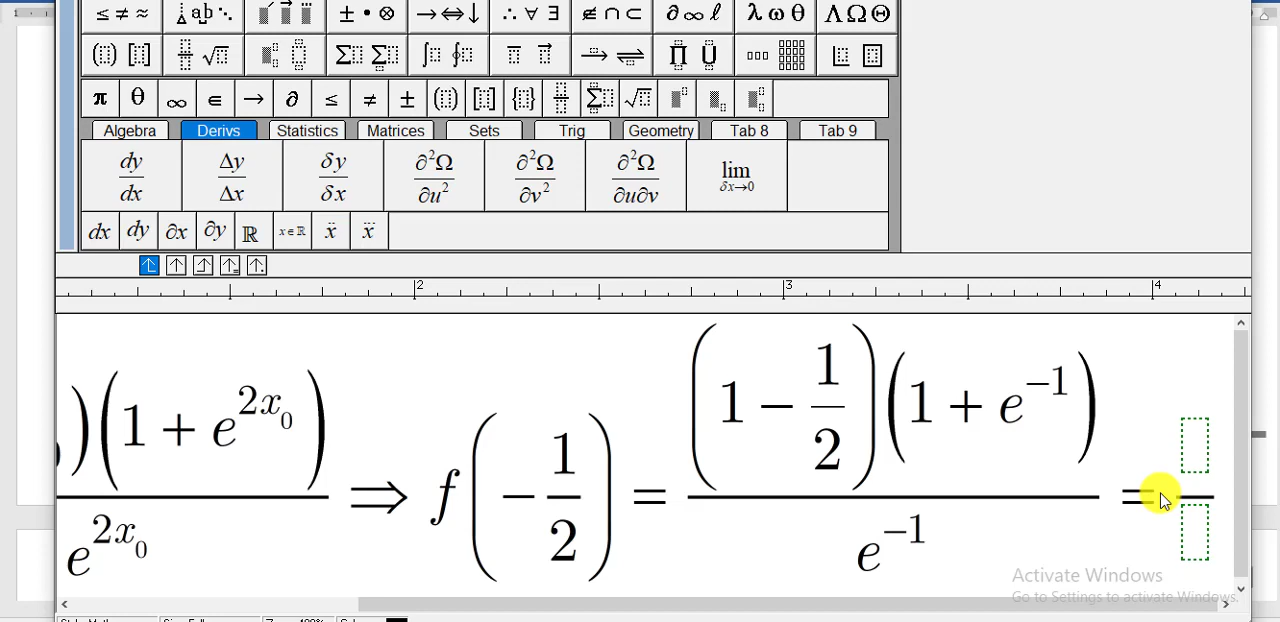 ≤ ≠ ≈ ȧb ⋱ ± • ⊗ → ⇔ ↓ ∴ ∀ ∃ ∉ ∩ ⊂ ∂ ∞ ℓ λ ω θ Λ Ω Θ
(⁝) [⁝] √ Σ Σ ∫ ∮ → ⇌ Π Ụ
π θ ∞ ∈ → ∂ ≤ ≠ ± () [] {} Σ √
Algebra Derivs Statistics Matrices Sets Trig Geometry Tab 8 Tab 9
dy/dx Δy/Δx δy/δx ∂²Ω/∂u² ∂²Ω/∂v² ∂²Ω/∂u∂v lim δx→0
dx dy ∂x ∂y ℝ x∈ℝ ẍ x⃛
2 3 4
)(1 + e^{2x_0})/e^{2x_0} ⇒ f(−1/2) = (1 − 1/2)(1 + e^{−1})/e^{−1} =
Activate Windows
Go to Settings to activate Windows.